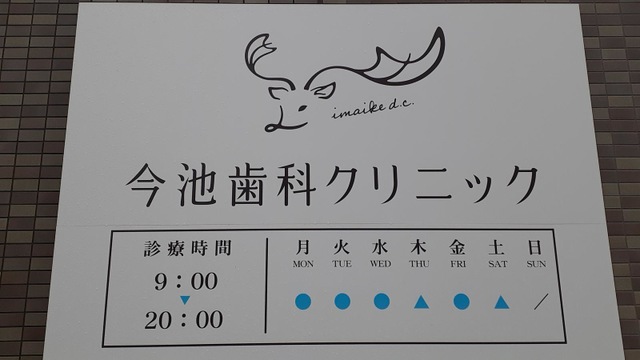 imaike d.c.
今池歯科クリニック
診療時間 月 火 水 木 金 土 日
MON TUE WED THU FRI SAT SUN
9:00 ● ● ● ▲ ● ▲ ／
▼
20:00